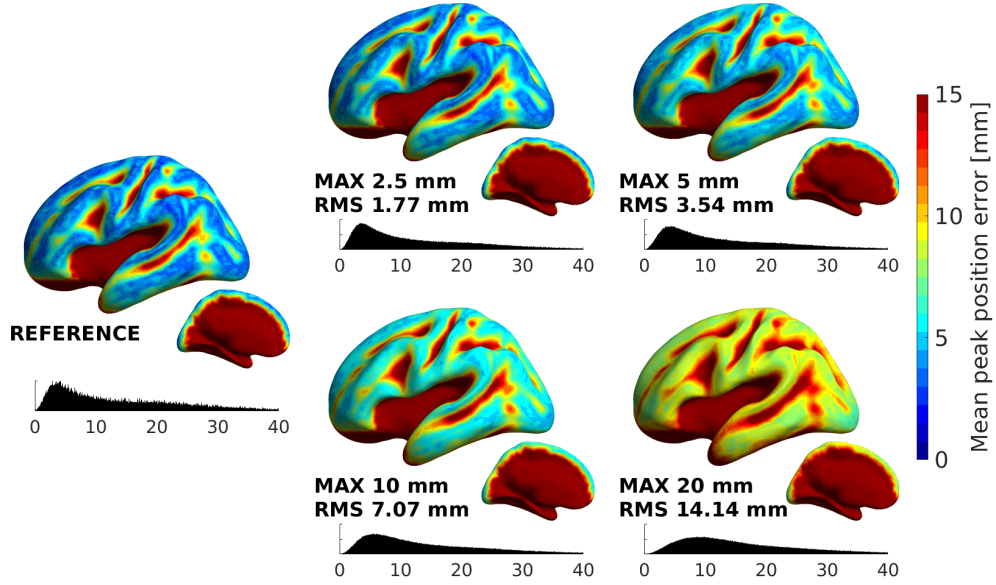 REFERENCE
0 10 20 30 40
MAX 2.5 mm
RMS 1.77 mm
0 10 20 30 40
MAX 5 mm
RMS 3.54 mm
0 10 20 30 40
MAX 10 mm
RMS 7.07 mm
0 10 20 30 40
MAX 20 mm
RMS 14.14 mm
0 10 20 30 40
15
10
5
0
Mean peak position error [mm]